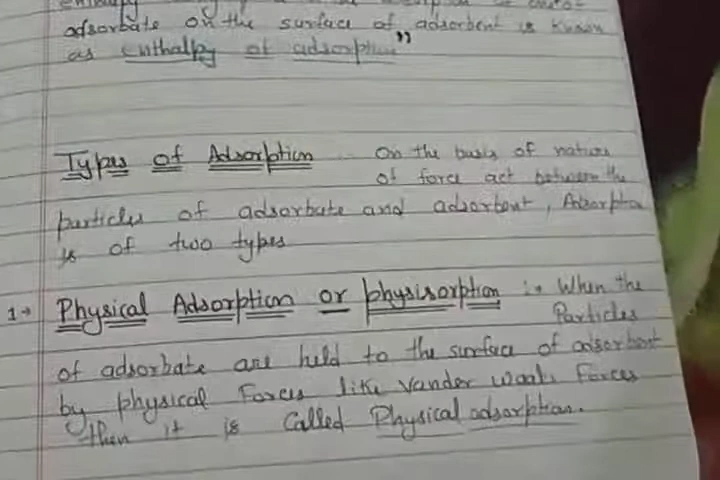 adsorbate on the surface of adsorbent is known
as Enthalpy of adsorption"
Types of Adsorption On the basis of nature
of force act between the
particles of adsorbate and adsorbent, Adsorption
is of two types
1→ Physical Adsorption or physisorption :→ When the
Particles
of adsorbate are held to the surface of adsorbent
by physical Forces like Vander waals Forces
then it is Called Physical adsorption.